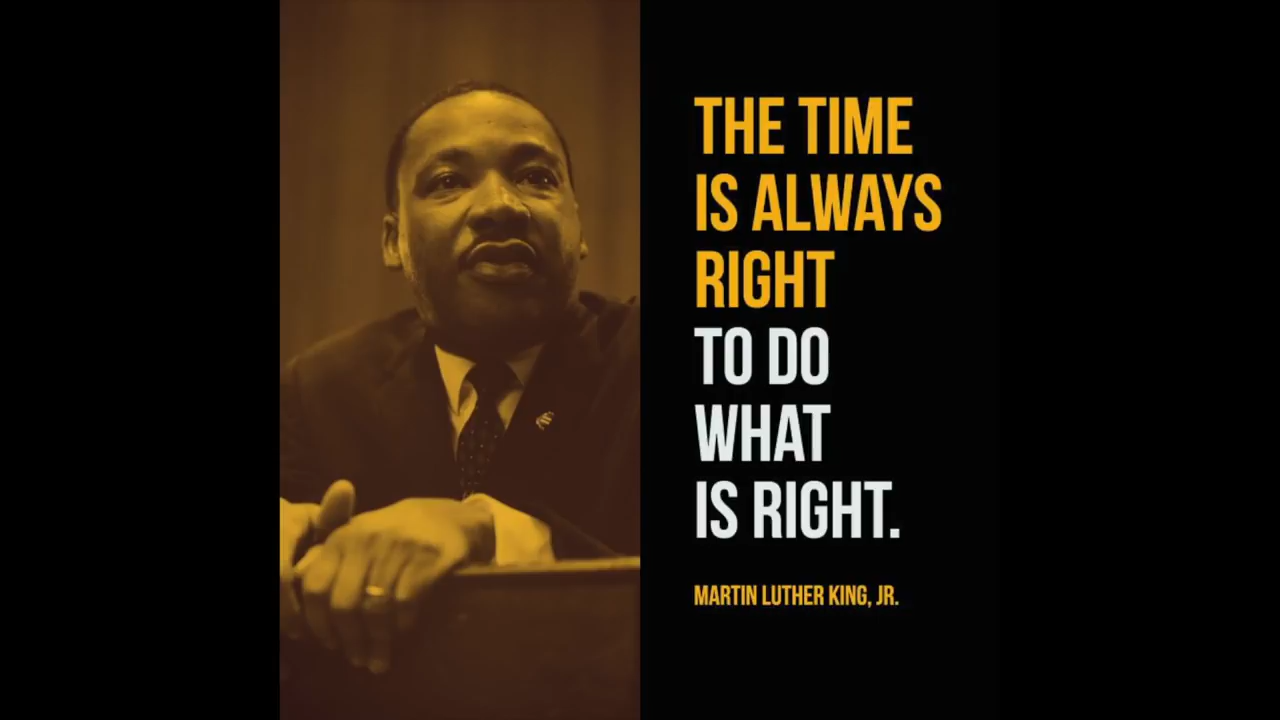 THE TIME
IS ALWAYS
RIGHT
TO DO
WHAT
IS RIGHT.
MARTIN LUTHER KING, JR.